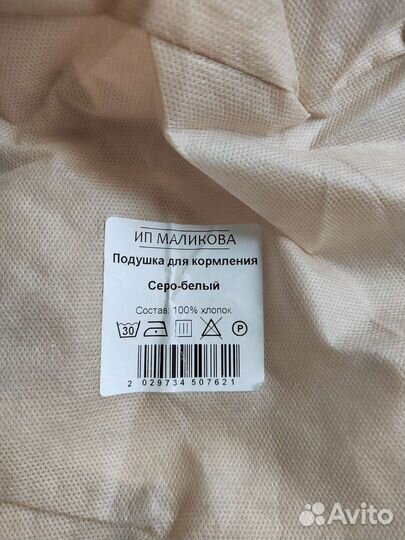 ИП МАЛИКОВА
Подушка для кормления
Серо-белый
Состав: 100% хлопок
30 P
2 029734 507621
Avito